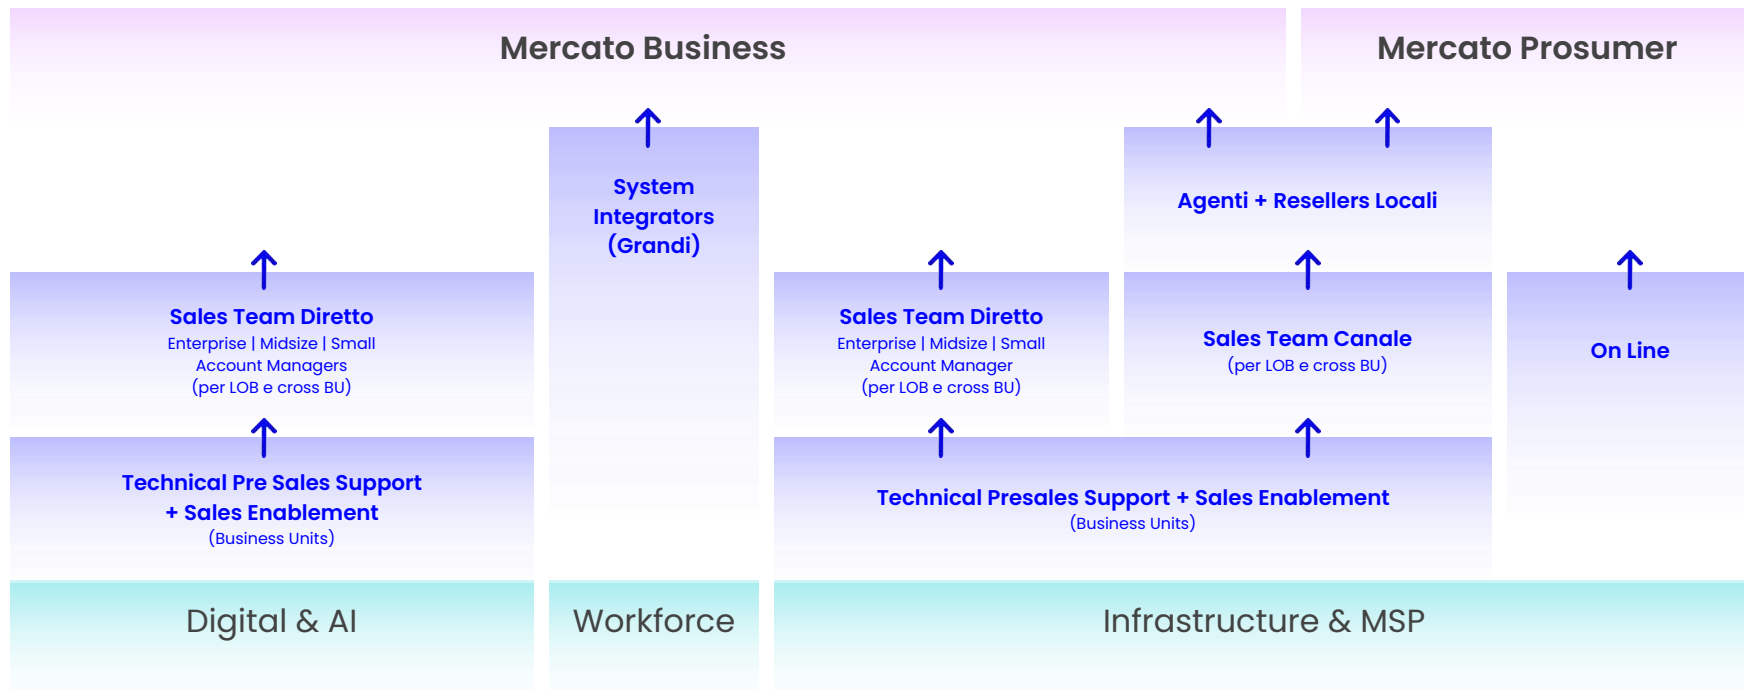 Mercato Business
Mercato Prosumer
System
Integrators
(Grandi)
Agenti + Resellers Locali
Sales Team Diretto
Enterprise | Midsize | Small
Account Managers
(per LOB e cross BU)
Sales Team Diretto
Enterprise | Midsize | Small
Account Manager
(per LOB e cross BU)
Sales Team Canale
(per LOB e cross BU)
On Line
Technical Pre Sales Support
+ Sales Enablement
(Business Units)
Technical Presales Support + Sales Enablement
(Business Units)
Digital & AI
Workforce
Infrastructure & MSP